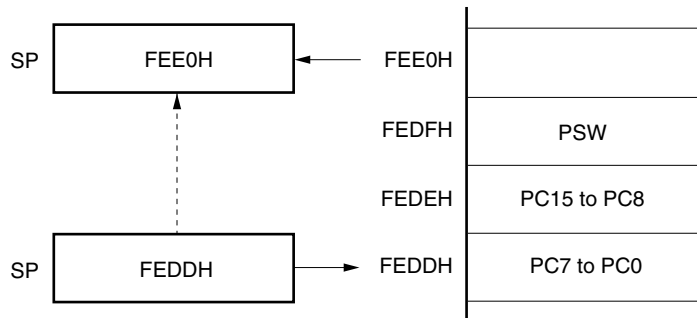 SP FEE0H FEE0H
FEDFH PSW
FEDEH PC15 to PC8
SP FEDDH FEDDH PC7 to PC0